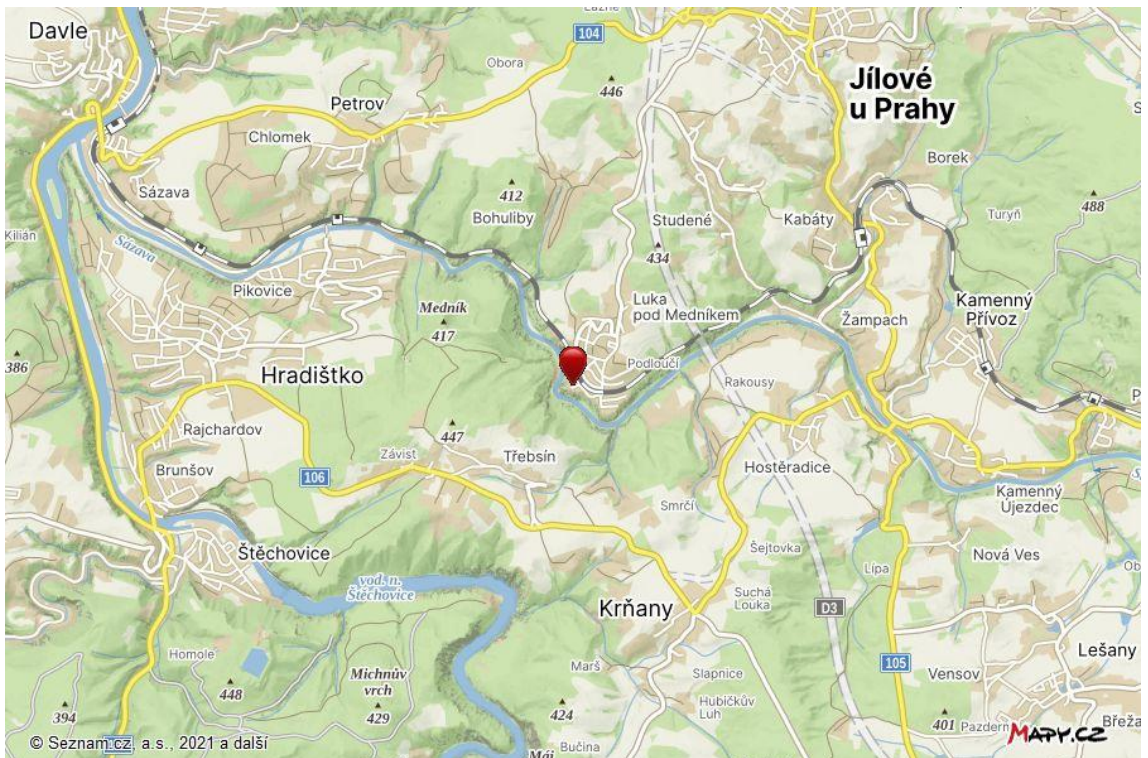 Davle
Lázně
104
Obora
446
Jílové
u Prahy
Petrov
Chlomek
Borek
Sázava
412
Bohuliby
Studené
Kabáty
Turyň
488
Kilián
Sázava
434
Pikovice
Medník
417
Luka
pod Medníkem
Žampach
Kamenný
Přívoz
386
Hradištko
Podloučí
Rakousy
P
Rajchardov
447
Závist
Třebsín
Brunšov
106
Hostěradice
Smrčí
Kamenný
Újezdec
Štěchovice
Šejtovka
Nová Ves
vod. n.
Štěchovice
Lípa
Ob
Suchá
Louka
Krňany
D3
Homole
Michnův
vrch
Marš
Slapnice
105
Vensov
Lešany
448
Hubičkův
Luh
394
429
424
401
Pazdern
Březa
© Seznam.cz, a.s., 2021 a další
102
Máj
Bučina
MAPY.CZ